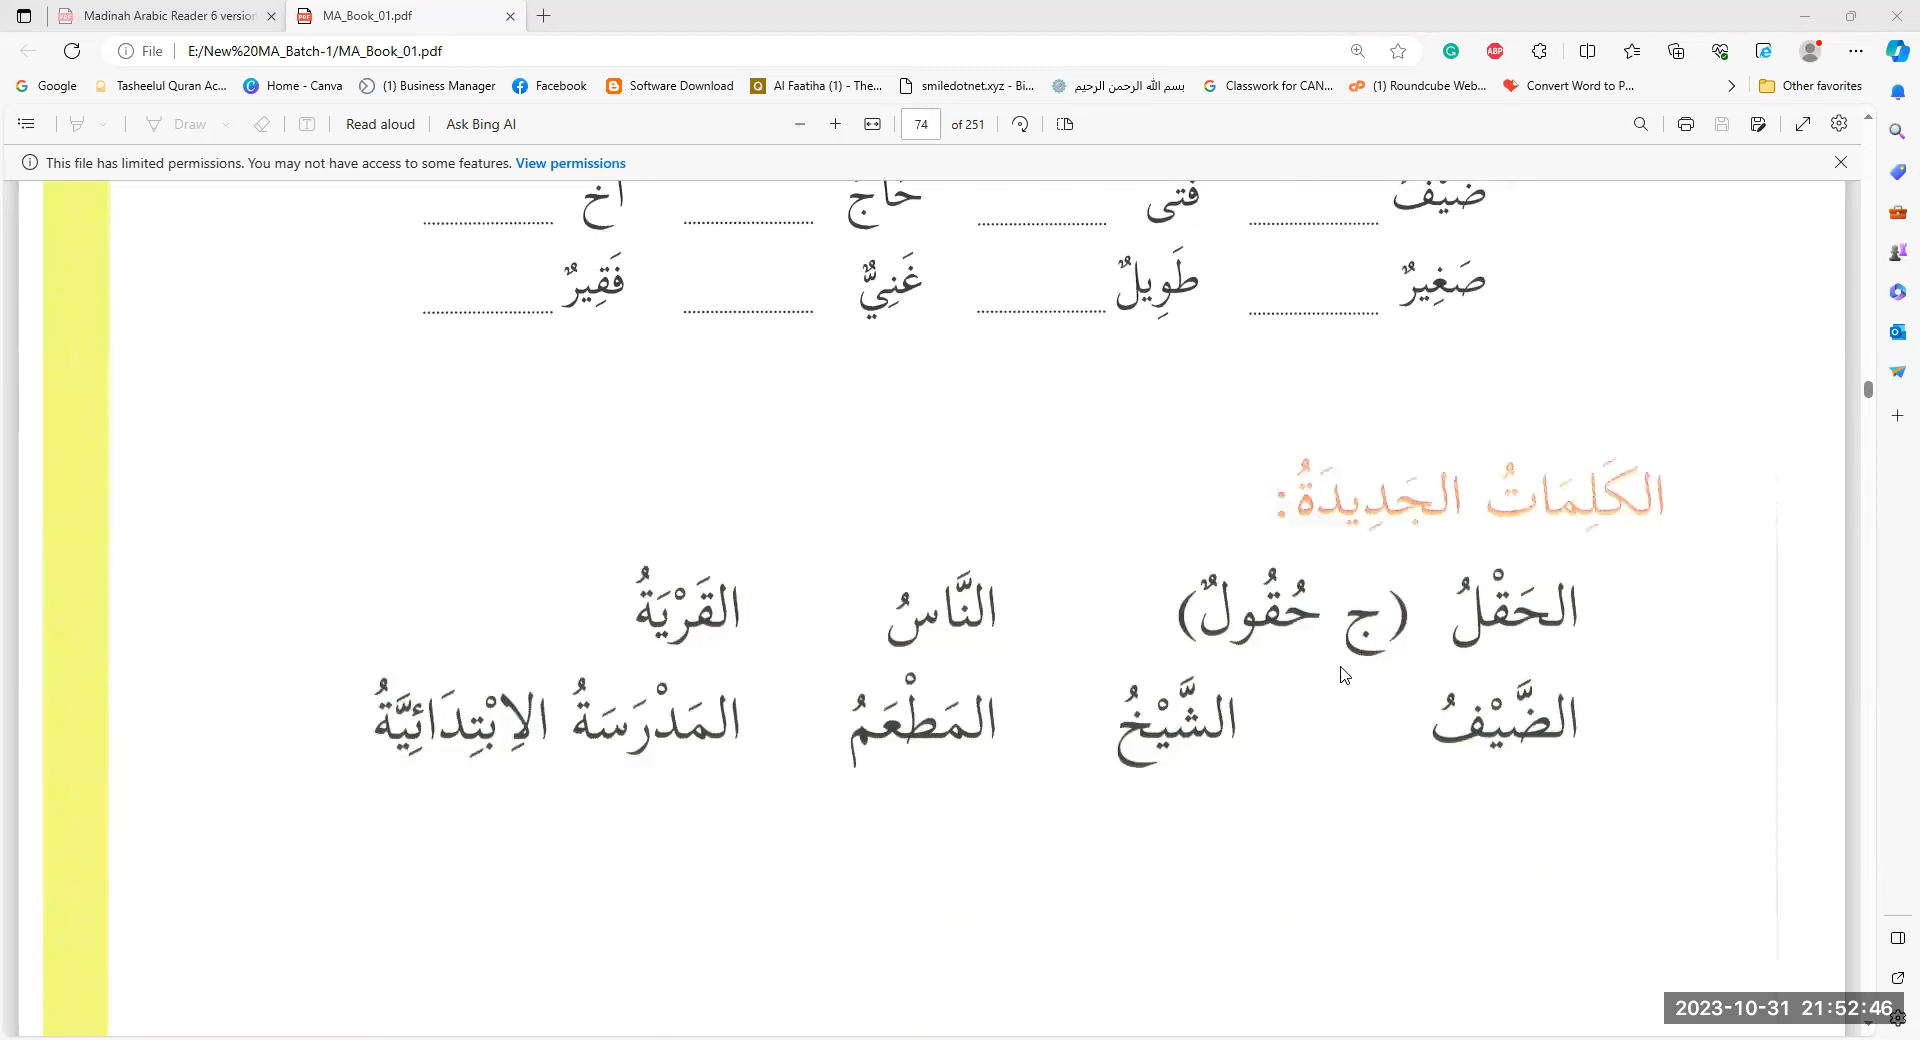 Madinah Arabic Reader 6 versior
MA_Book_01.pdf
File E:/New%20MA_Batch-1/MA_Book_01.pdf
Google Tasheelul Quran Ac... Home - Canva (1) Business Manager Facebook Software Download Al Faatiha (1) - The... smiledotnet.xyz - Bi... بسم الله الرحمن الرحيم Classwork for CAN... (1) Roundcube Web... Convert Word to P... Other favorites
Draw Read aloud Ask Bing AI 74 of 251
This file has limited permissions. You may not have access to some features. View permissions
ضَيْفٌ .......................... فَتًى .......................... حَاجٌّ .......................... أَخٌ ..........................
صَغِيرٌ .......................... طَوِيلٌ .......................... غَنِيٌّ .......................... فَقِيرٌ ..........................
الكَلِمَاتُ الجَدِيدَةُ:
الحَقْلُ (ج حُقُولٌ) النَّاسُ القَرْيَةُ
الضَّيْفُ الشَّيْخُ المَطْعَمُ المَدْرَسَةُ الاِبْتِدَائِيَّةُ
2023-10-31 21:52:46